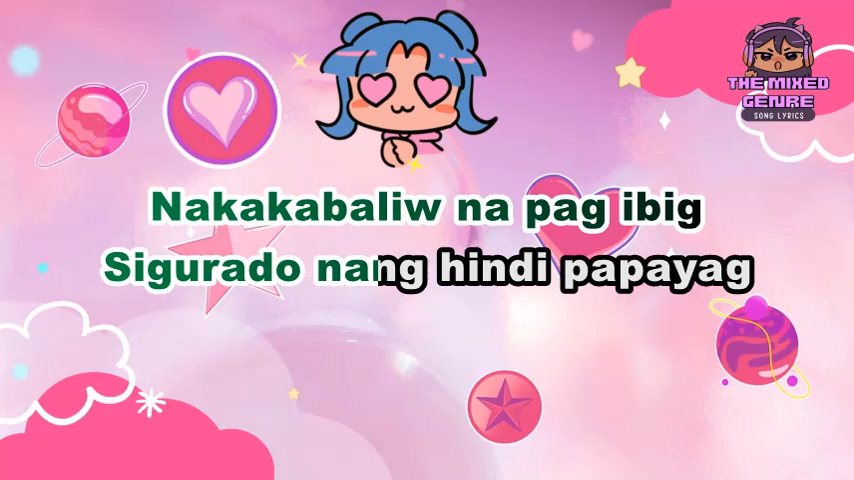 THE MIXED
GENRE
SONG LYRICS
Nakakabaliw na pag ibig
Sigurado nang hindi papayag